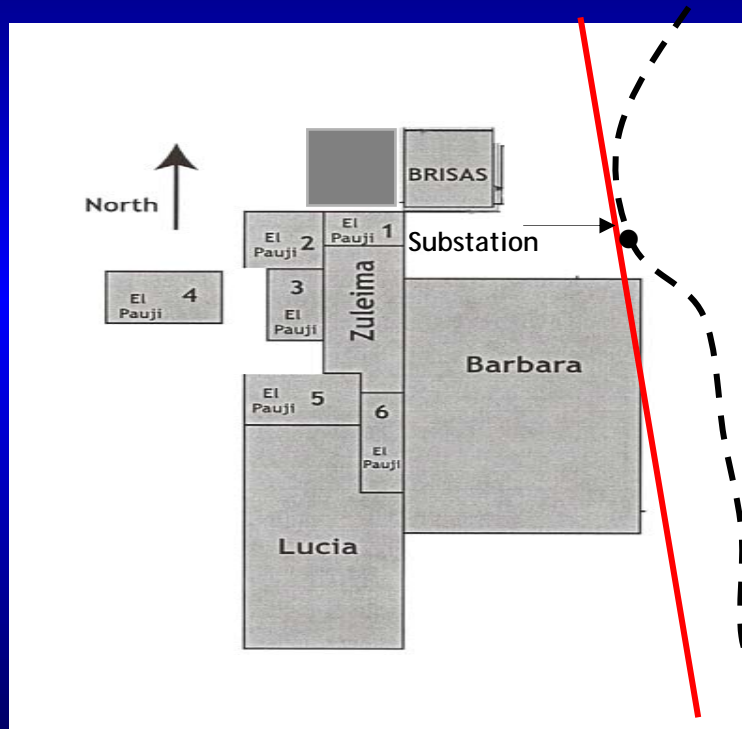 BRISAS
North
El
Pauji 1
El
Pauji 2
Substation
3
El
Pauji
Zuleima
El
Pauji 4
Barbara
El
Pauji 5
6
El
Pauji
Lucia